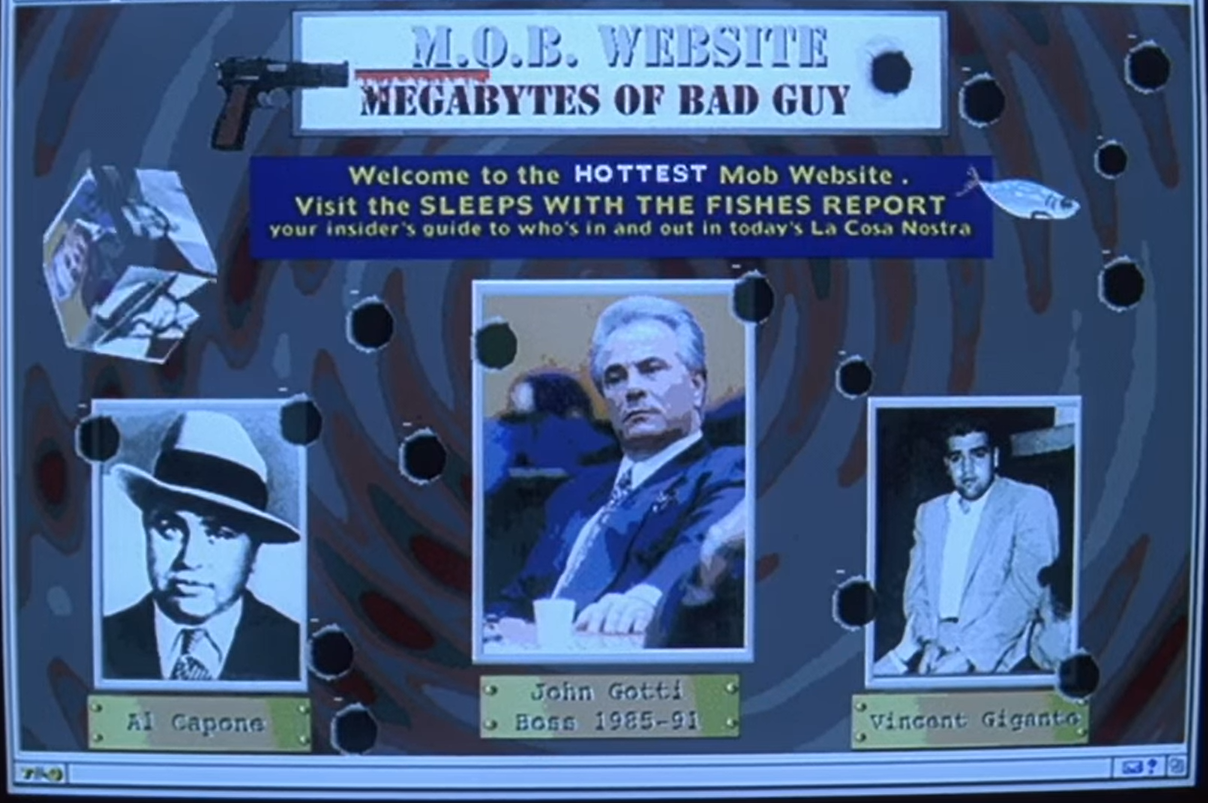 M.O.B. WEBSITE
MEGABYTES OF BAD GUY
Welcome to the HOTTEST Mob Website .
Visit the SLEEPS WITH THE FISHES REPORT
your insider's guide to who's in and out in today's La Cosa Nostra
John Gotti
Boss 1985-91
Al Capone
Vincent Gigante